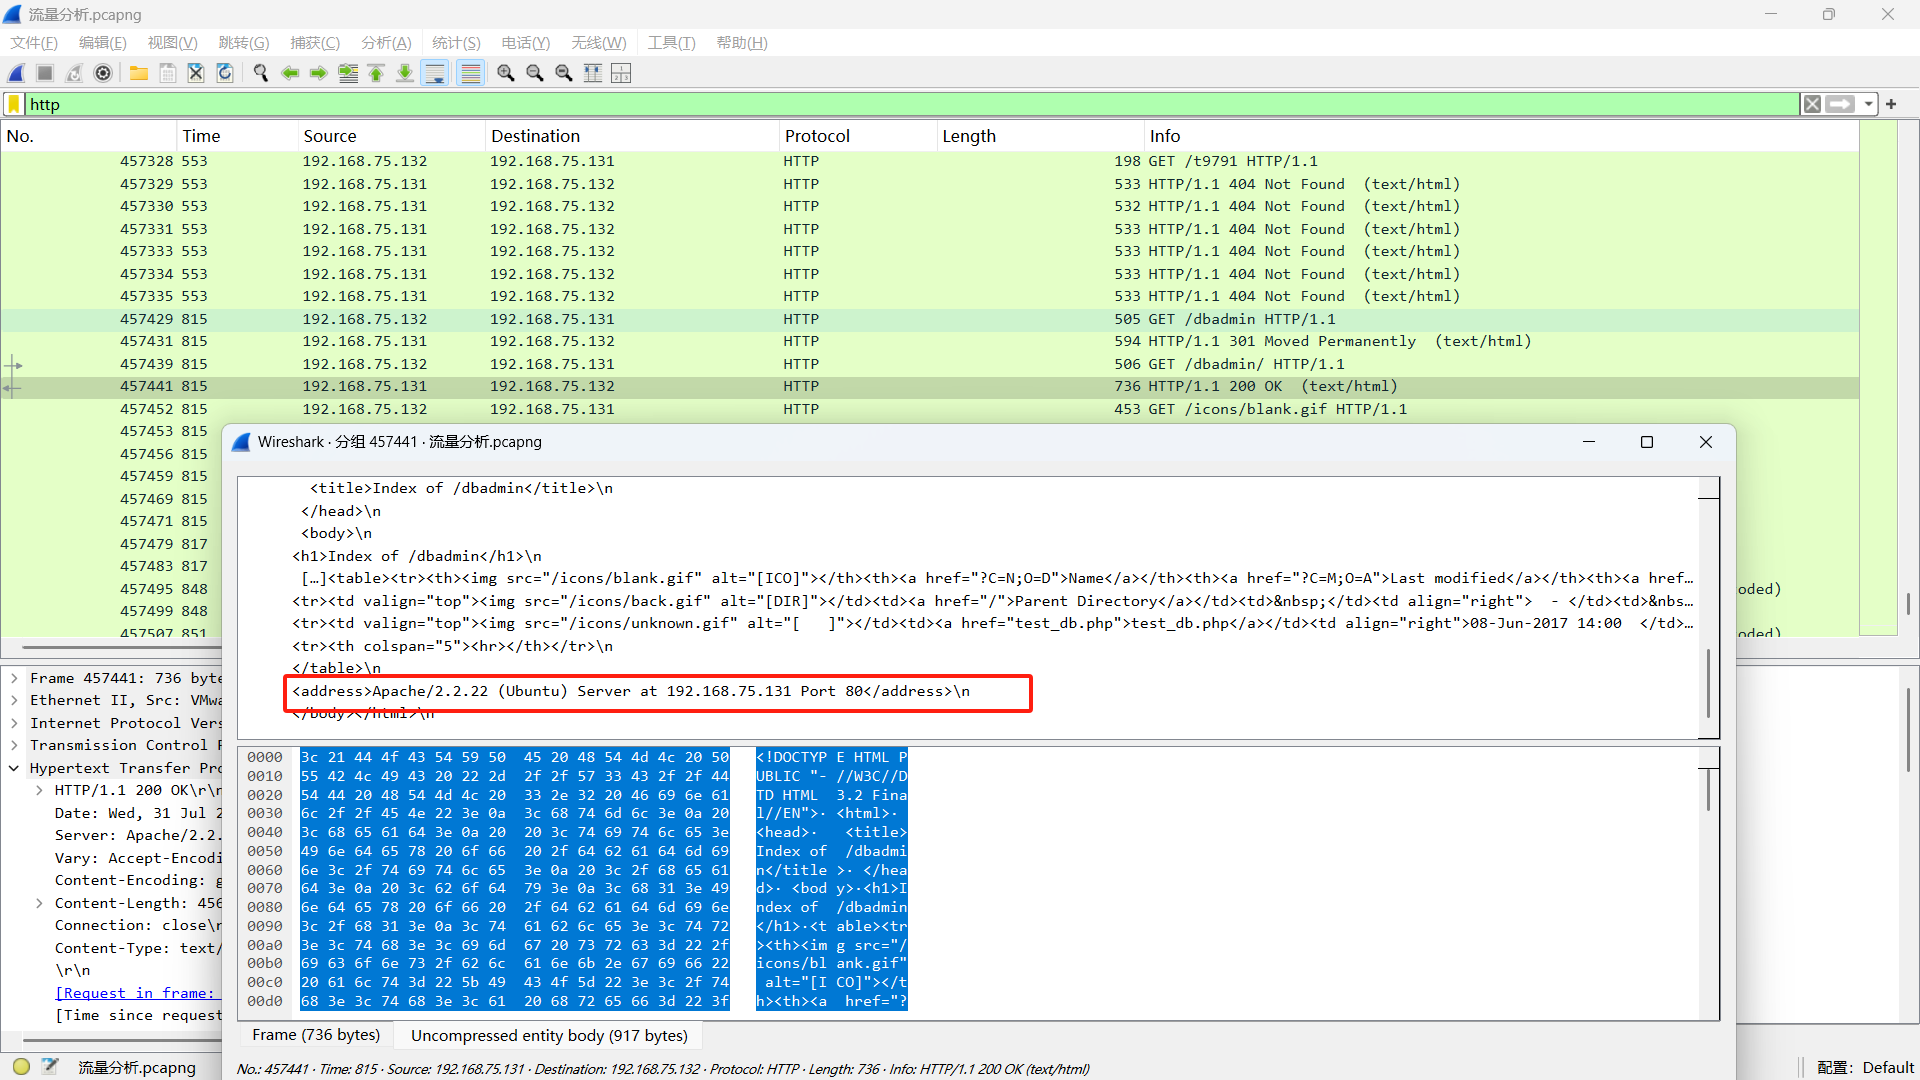 流量分析.pcapng
文件(F) 编辑(E) 视图(V) 跳转(G) 捕获(C) 分析(A) 统计(S) 电话(Y) 无线(W) 工具(T) 帮助(H)
http
No. Time Source Destination Protocol Length Info
457328 553 192.168.75.132 192.168.75.131 HTTP 198 GET /t9791 HTTP/1.1
457329 553 192.168.75.131 192.168.75.132 HTTP 533 HTTP/1.1 404 Not Found (text/html)
457330 553 192.168.75.131 192.168.75.132 HTTP 532 HTTP/1.1 404 Not Found (text/html)
457331 553 192.168.75.131 192.168.75.132 HTTP 533 HTTP/1.1 404 Not Found (text/html)
457333 553 192.168.75.131 192.168.75.132 HTTP 533 HTTP/1.1 404 Not Found (text/html)
457334 553 192.168.75.131 192.168.75.132 HTTP 533 HTTP/1.1 404 Not Found (text/html)
457335 553 192.168.75.131 192.168.75.132 HTTP 533 HTTP/1.1 404 Not Found (text/html)
457429 815 192.168.75.132 192.168.75.131 HTTP 505 GET /dbadmin HTTP/1.1
457431 815 192.168.75.131 192.168.75.132 HTTP 594 HTTP/1.1 301 Moved Permanently (text/html)
457439 815 192.168.75.132 192.168.75.131 HTTP 506 GET /dbadmin/ HTTP/1.1
457441 815 192.168.75.131 192.168.75.132 HTTP 736 HTTP/1.1 200 OK (text/html)
457452 815 192.168.75.132 192.168.75.131 HTTP 453 GET /icons/blank.gif HTTP/1.1
457453 815
457456 815
457459 815
457469 815
457471 815
457479 817
457483 817
457495 848 oded)
457499 848
457507 851 oded)
Frame 457441: 736 byte
Ethernet II, Src: VMwa
Internet Protocol Vers
Transmission Control P
Hypertext Transfer Pro
HTTP/1.1 200 OK\r\n
Date: Wed, 31 Jul 2
Server: Apache/2.2.
Vary: Accept-Encodi
Content-Encoding: g
Content-Length: 456
Connection: close\r
Content-Type: text/
\r\n
[Request in frame:
[Time since request
Wireshark · 分组 457441 · 流量分析.pcapng
<title>Index of /dbadmin</title>\n
</head>\n
<body>\n
<h1>Index of /dbadmin</h1>\n
[…]<table><tr><th><img src="/icons/blank.gif" alt="[ICO]"></th><th><a href="?C=N;O=D">Name</a></th><th><a href="?C=M;O=A">Last modified</a></th><th><a href…
<tr><td valign="top"><img src="/icons/back.gif" alt="[DIR]"></td><td><a href="/">Parent Directory</a></td><td>&nbsp;</td><td align="right">  - </td><td>&nbs…
<tr><td valign="top"><img src="/icons/unknown.gif" alt="[   ]"></td><td><a href="test_db.php">test_db.php</a></td><td align="right">08-Jun-2017 14:00  </td>…
<tr><th colspan="5"><hr></th></tr>\n
</table>\n
<address>Apache/2.2.22 (Ubuntu) Server at 192.168.75.131 Port 80</address>\n
</body></html>\n
0000 3c 21 44 4f 43 54 59 50 45 20 48 54 4d 4c 20 50 <!DOCTYP E HTML P
0010 55 42 4c 49 43 20 22 2d 2f 2f 57 33 43 2f 2f 44 UBLIC "- //W3C//D
0020 54 44 20 48 54 4d 4c 20 33 2e 32 20 46 69 6e 61 TD HTML 3.2 Fina
0030 6c 2f 2f 45 4e 22 3e 0a 3c 68 74 6d 6c 3e 0a 20 l//EN">· <html>·
0040 3c 68 65 61 64 3e 0a 20 20 3c 74 69 74 6c 65 3e <head>· <title>
0050 49 6e 64 65 78 20 6f 66 20 2f 64 62 61 64 6d 69 Index of /dbadmi
0060 6e 3c 2f 74 69 74 6c 65 3e 0a 20 3c 2f 68 65 61 n</title >· </hea
0070 64 3e 0a 20 3c 62 6f 64 79 3e 0a 3c 68 31 3e 49 d>· <bod y>·<h1>I
0080 6e 64 65 78 20 6f 66 20 2f 64 62 61 64 6d 69 6e ndex of /dbadmin
0090 3c 2f 68 31 3e 0a 3c 74 61 62 6c 65 3e 3c 74 72 </h1>·<t able><tr
00a0 3e 3c 74 68 3e 3c 69 6d 67 20 73 72 63 3d 22 2f ><th><im g src="/
00b0 69 63 6f 6e 73 2f 62 6c 61 6e 6b 2e 67 69 66 22 icons/bl ank.gif"
00c0 20 61 6c 74 3d 22 5b 49 43 4f 5d 22 3e 3c 2f 74 alt="[I CO]"></t
00d0 68 3e 3c 74 68 3e 3c 61 20 68 72 65 66 3d 22 3f h><th><a href="?
Frame (736 bytes) Uncompressed entity body (917 bytes)
No.: 457441 · Time: 815 · Source: 192.168.75.131 · Destination: 192.168.75.132 · Protocol: HTTP · Length: 736 · Info: HTTP/1.1 200 OK (text/html)
流量分析.pcapng 配置: Default